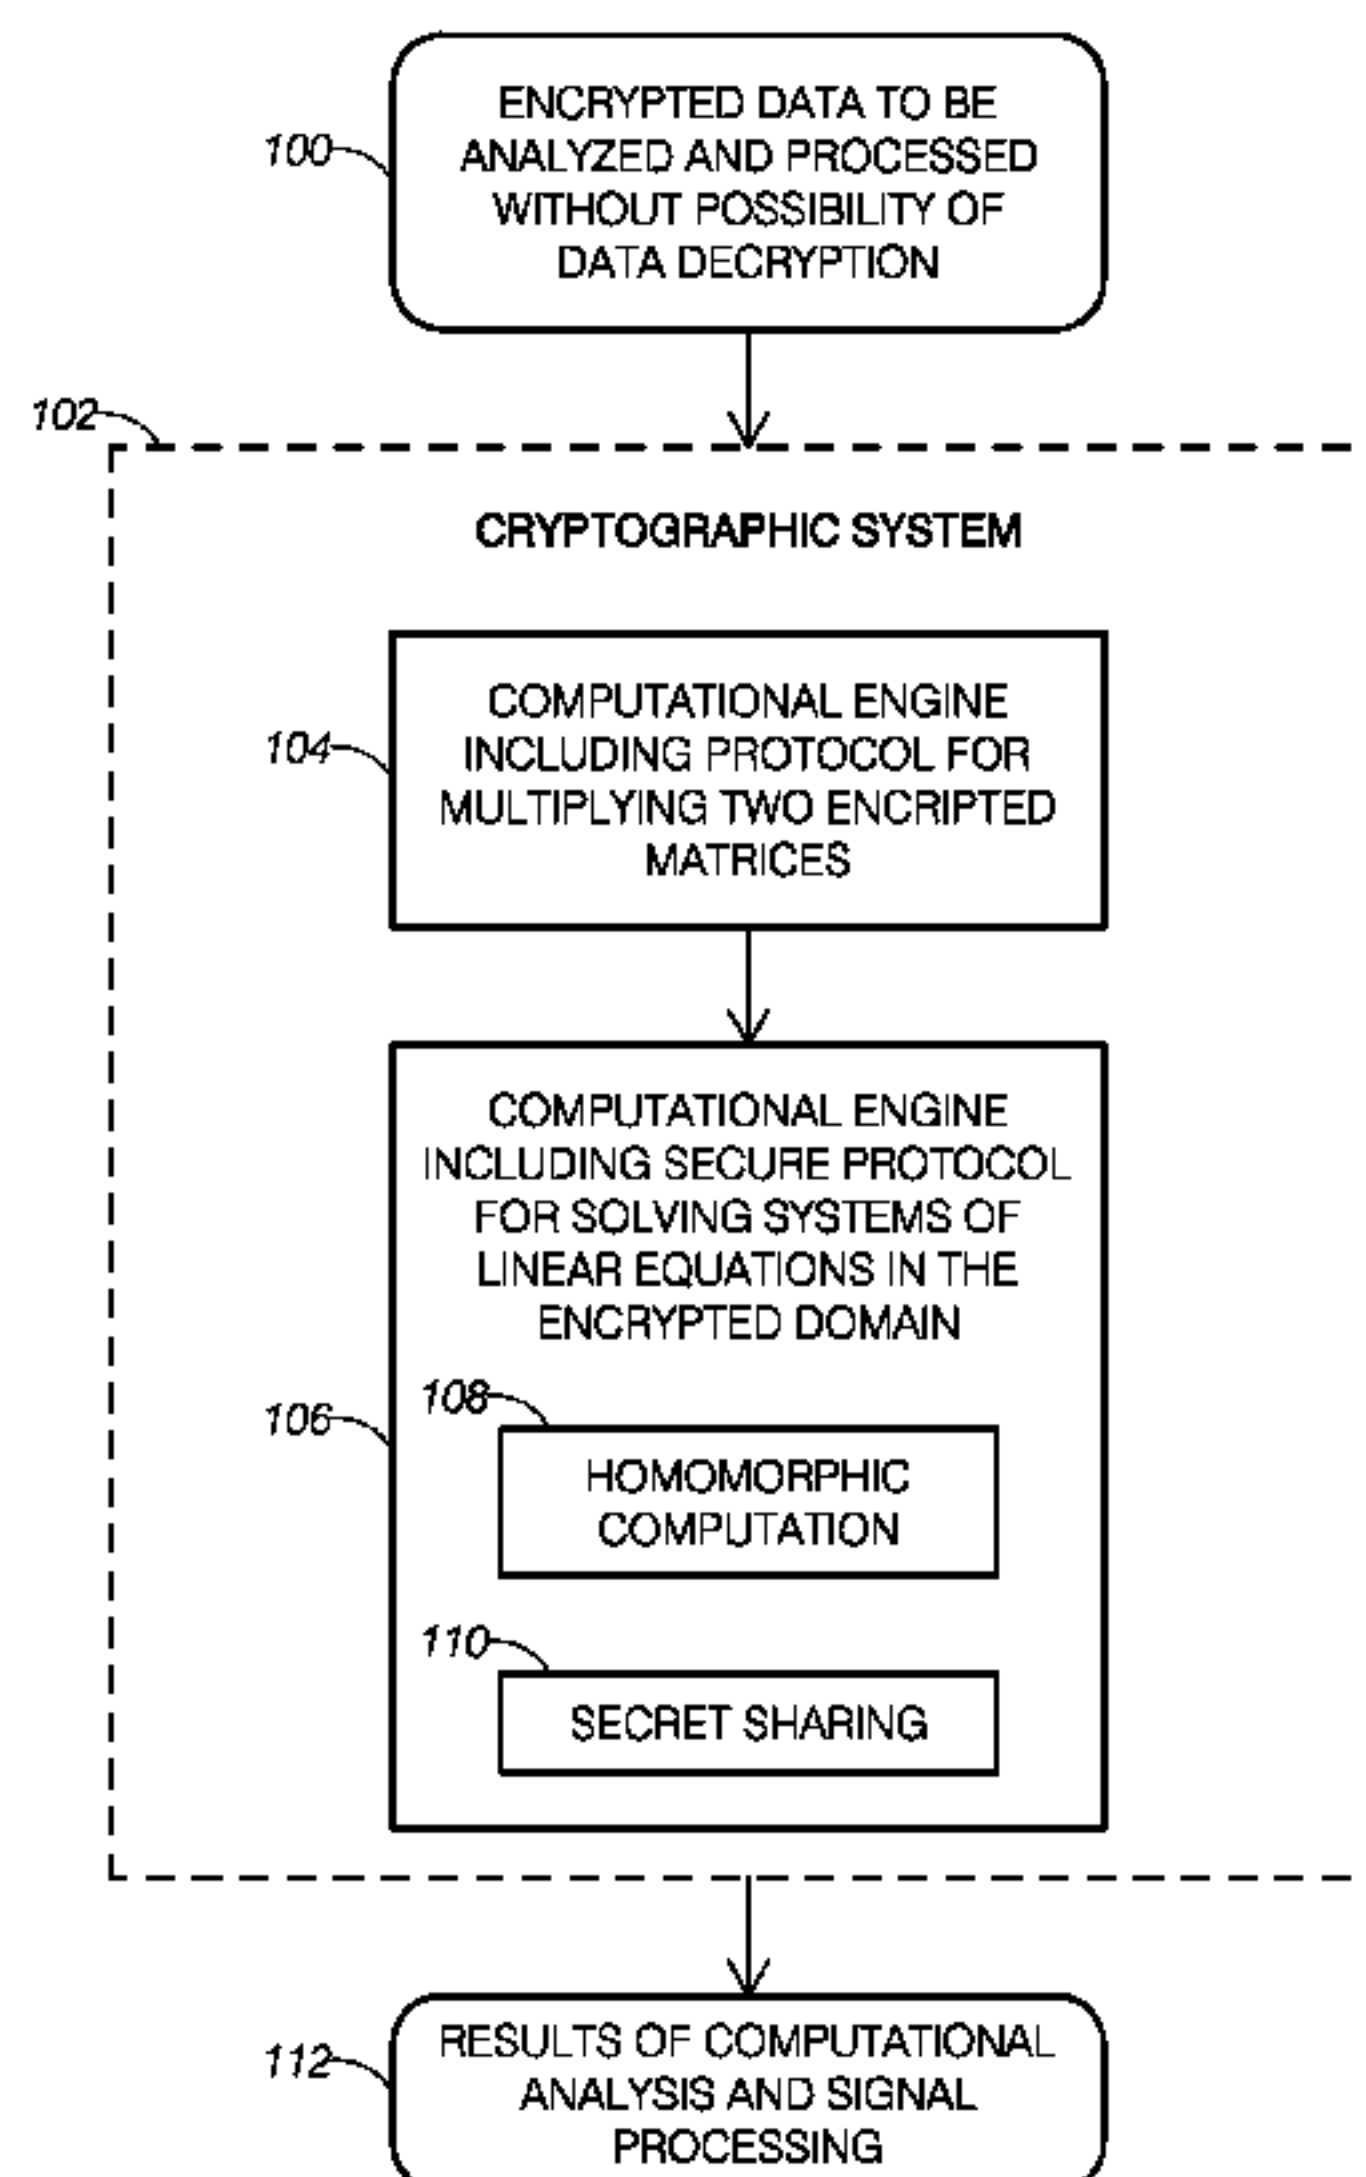 ENCRYPTED DATA TO BE
ANALYZED AND PROCESSED
WITHOUT POSSIBILITY OF
DATA DECRYPTION
100
102
CRYPTOGRAPHIC SYSTEM
COMPUTATIONAL ENGINE
INCLUDING PROTOCOL FOR
MULTIPLYING TWO ENCRIPTED
MATRICES
104
COMPUTATIONAL ENGINE
INCLUDING SECURE PROTOCOL
FOR SOLVING SYSTEMS OF
LINEAR EQUATIONS IN THE
ENCRYPTED DOMAIN
106
108
HOMOMORPHIC
COMPUTATION
110
SECRET SHARING
112
RESULTS OF COMPUTATIONAL
ANALYSIS AND SIGNAL
PROCESSING